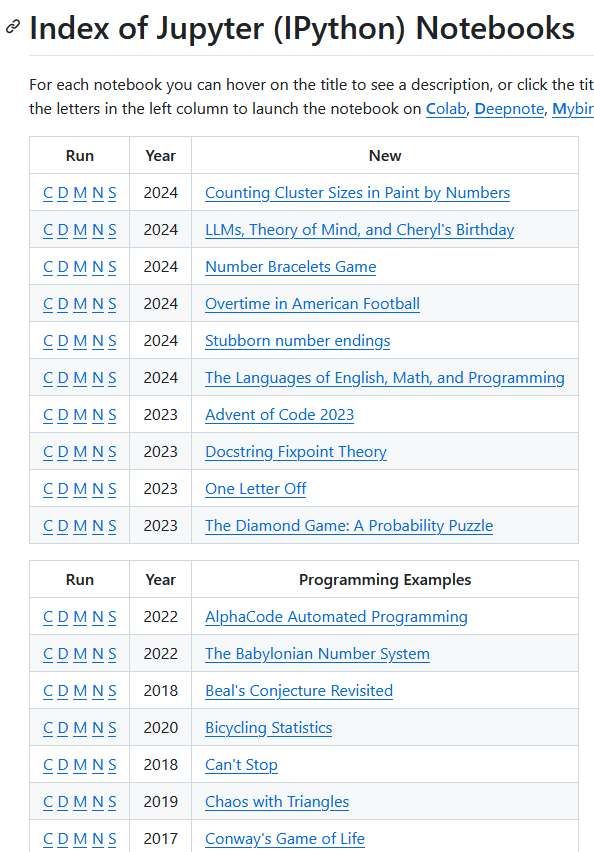 Index of Jupyter (IPython) Notebooks
For each notebook you can hover on the title to see a description, or click the
the letters in the left column to launch the notebook on Colab, Deepnote,
Run Year New
C D M N S 2024 Counting Cluster Sizes in Paint by Numbers
C D M N S 2024 LLMs, Theory of Mind, and Cheryl's Birthday
C D M N S 2024 Number Bracelets Game
C D M N S 2024 Overtime in American Football
C D M N S 2024 Stubborn number endings
C D M N S 2024 The Languages of English, Math, and Programming
C D M N S 2023 Advent of Code 2023
C D M N S 2023 Docstring Fixpoint Theory
C D M N S 2023 One Letter Off
C D M N S 2023 The Diamond Game: A Probability Puzzle
Run Year Programming Examples
C D M N S 2022 AlphaCode Automated Programming
C D M N S 2022 The Babylonian Number System
C D M N S 2018 Beal's Conjecture Revisited
C D M N S 2020 Bicycling Statistics
C D M N S 2018 Can't Stop
C D M N S 2019 Chaos with Triangles
C D M N S 2017 Conway's Game of Life